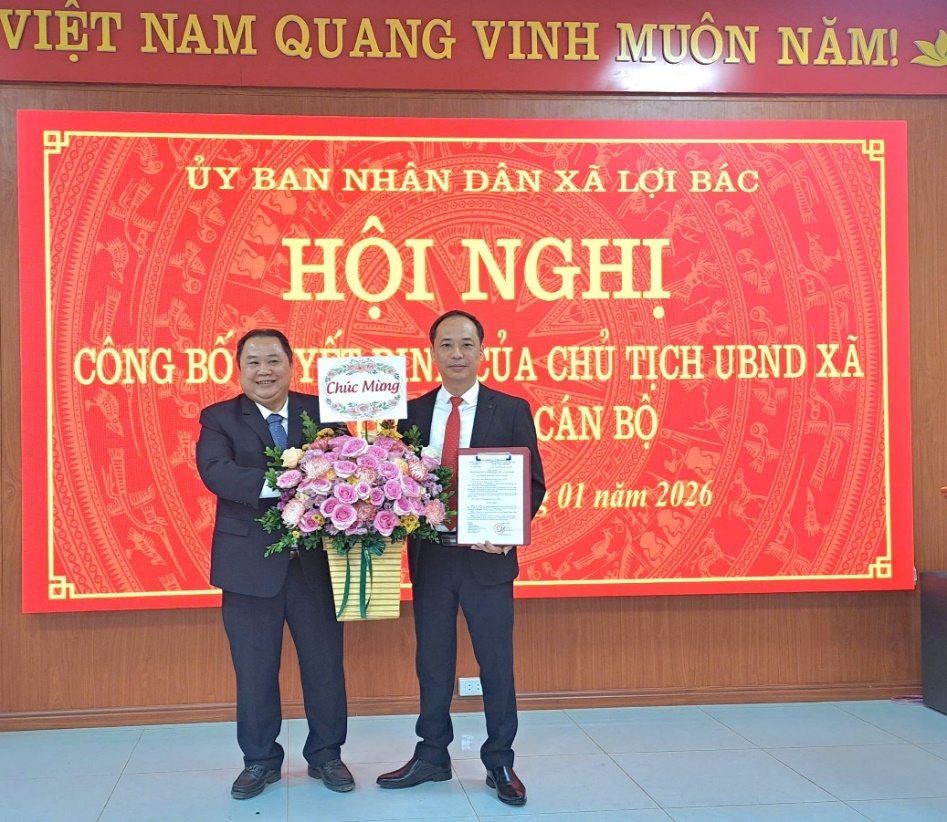 VIỆT NAM QUANG VINH MUÔN NĂM!
ỦY BAN NHÂN DÂN XÃ LỢI BÁC
HỘI NGHỊ
CÔNG BỐ CỦA CHỦ TỊCH UBND XÃ
CÁN BỘ
01 năm 2026
Chúc Mừng